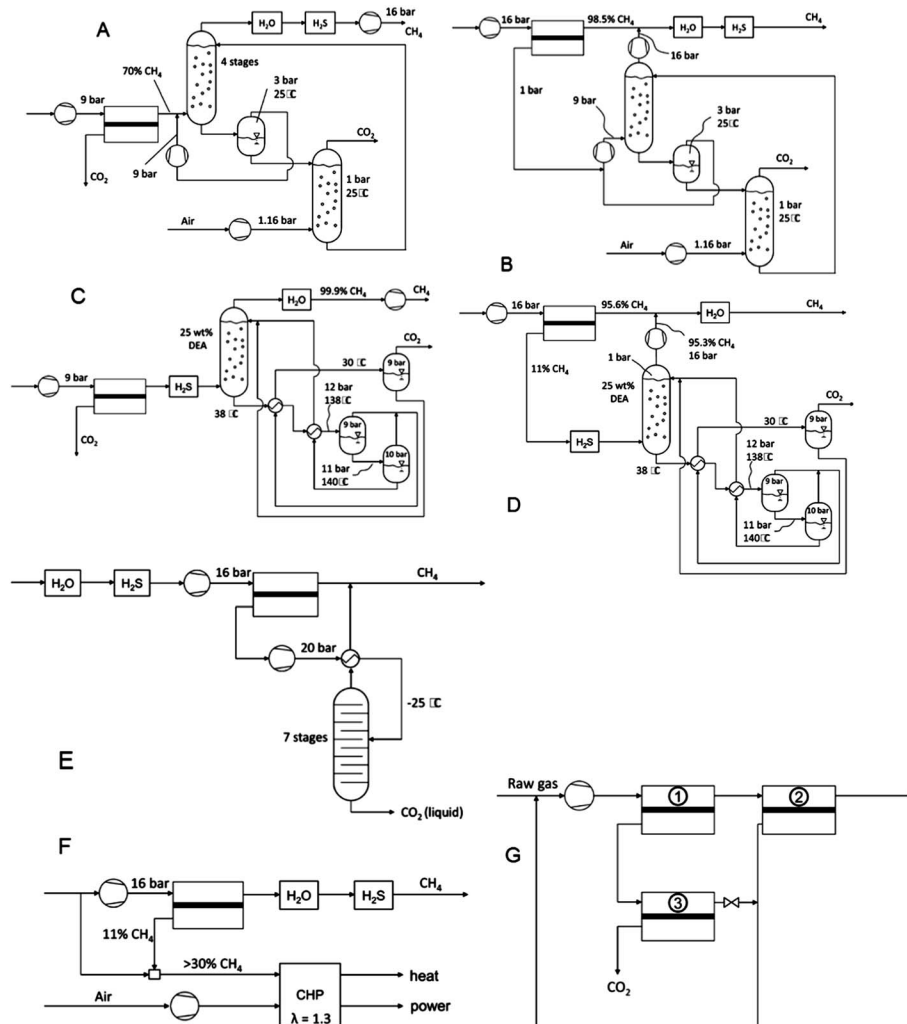 A
H₂O
H₂S
16 bar
CH₄
4 stages
70% CH₄
9 bar
3 bar
25 C
CO₂
9 bar
CO₂
1 bar
25 C
Air
1.16 bar
16 bar
98.5% CH₄
H₂O
H₂S
CH₄
16 bar
1 bar
9 bar
3 bar
25 C
CO₂
1 bar
25 C
Air
1.16 bar
B
C
H₂O
99.9% CH₄
CH₄
25 wt%
DEA
CO₂
9 bar
30 C
9 bar
H₂S
12 bar
138 C
38 C
9 bar
10 bar
CO₂
11 bar
140 C
16 bar
95.6% CH₄
H₂O
CH₄
95.3% CH₄
16 bar
11% CH₄
1 bar
25 wt%
DEA
CO₂
30 C
9 bar
H₂S
12 bar
138 C
38 C
9 bar
10 bar
11 bar
140 C
D
H₂O
H₂S
16 bar
CH₄
20 bar
-25 C
7 stages
CO₂ (liquid)
E
F
16 bar
H₂O
H₂S
CH₄
11% CH₄
>30% CH₄
heat
Air
CHP
λ = 1.3
power
Raw gas
1
2
G
3
CO₂